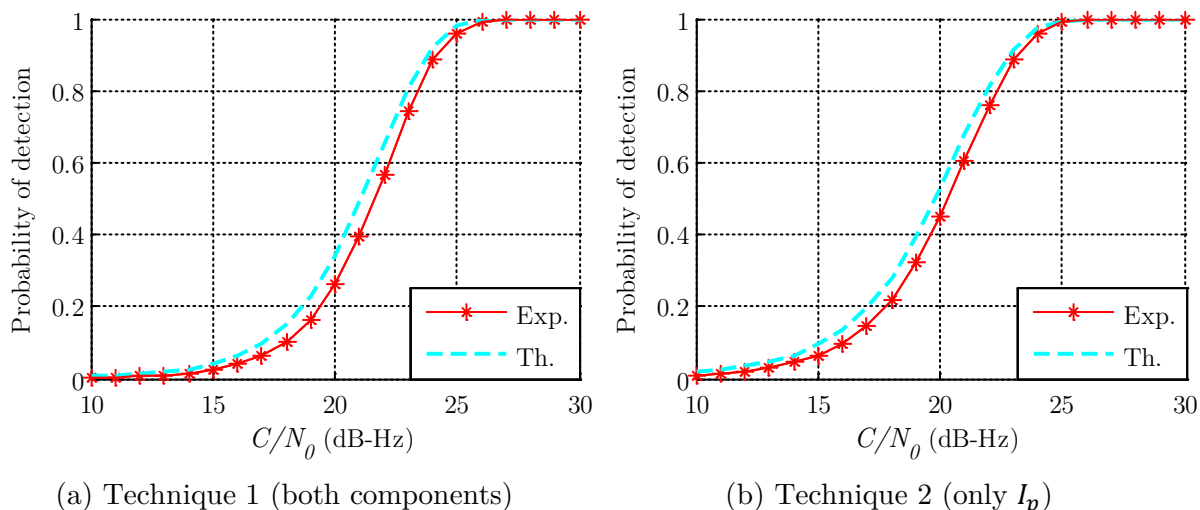 Probability of detection
1
0.8
0.6
0.4
0.2
0
10
15
20
25
30
Exp.
Th.
C/N0 (dB-Hz)
(a) Technique 1 (both components)
Probability of detection
1
0.8
0.6
0.4
0.2
0
10
15
20
25
30
Exp.
Th.
C/N0 (dB-Hz)
(b) Technique 2 (only Ip)